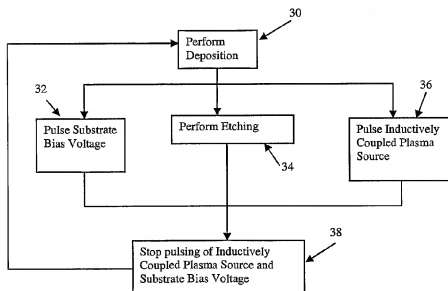 30
Perform
Deposition
32
36
Pulse Substrate
Bias Voltage
Perform Etching
34
Pulse Inductively
Coupled Plasma
Source
38
Stop pulsing of Inductively
Coupled Plasma Source and
Substrate Bias Voltage